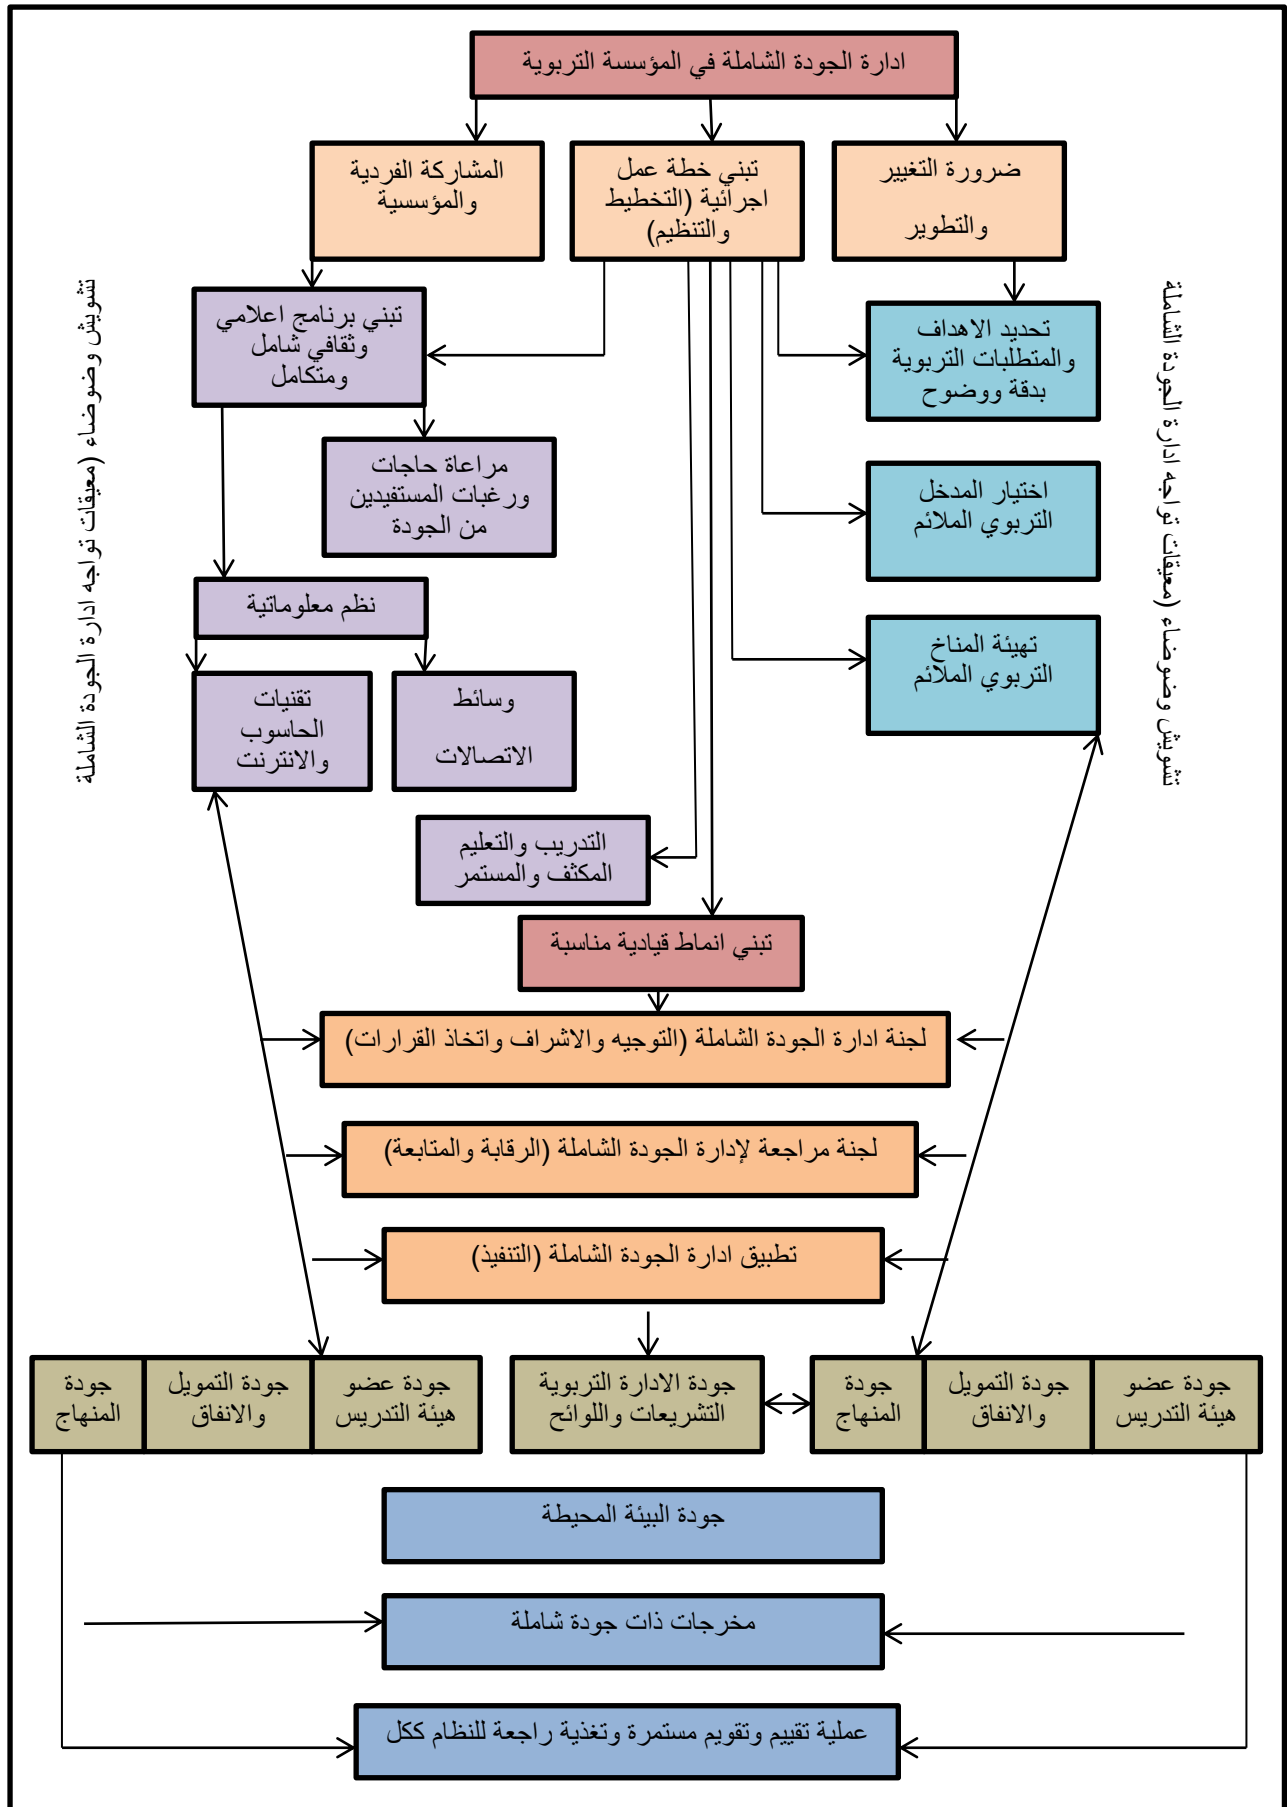 ادارة الجودة الشاملة في المؤسسة التربوية
ضرورة التغيير
والتطوير
تبني خطة عمل
اجرائية (التخطيط
والتنظيم)
المشاركة الفردية
والمؤسسية
تشويش وضوضاء (معيقات تواجه ادارة الجودة الشاملة
تحديد الاهداف
والمتطلبات التربوية
بدقة ووضوح
تبني برنامج اعلامي
وثقافي شامل
ومتكامل
تشويش وضوضاء (معيقات تواجه ادارة الجودة الشاملة
مراعاة حاجات
ورغبات المستفيدين
من الجودة
اختيار المدخل
التربوي الملائم
نظم معلوماتية
تهيئة المناخ
التربوي الملائم
وسائط
الاتصالات
تقنيات
الحاسوب
والانترنت
التدريب والتعليم
المكثف والمستمر
تبني انماط قيادية مناسبة
لجنة ادارة الجودة الشاملة (التوجيه والاشراف واتخاذ القرارات)
لجنة مراجعة لإدارة الجودة الشاملة (الرقابة والمتابعة)
تطبيق ادارة الجودة الشاملة (التنفيذ)
جودة عضو
هيئة التدريس
جودة التمويل
والانفاق
جودة
المنهاج
جودة الادارة التربوية
التشريعات واللوائح
جودة عضو
هيئة التدريس
جودة التمويل
والانفاق
جودة
المنهاج
جودة البيئة المحيطة
مخرجات ذات جودة شاملة
عملية تقييم وتقويم مستمرة وتغذية راجعة للنظام ككل